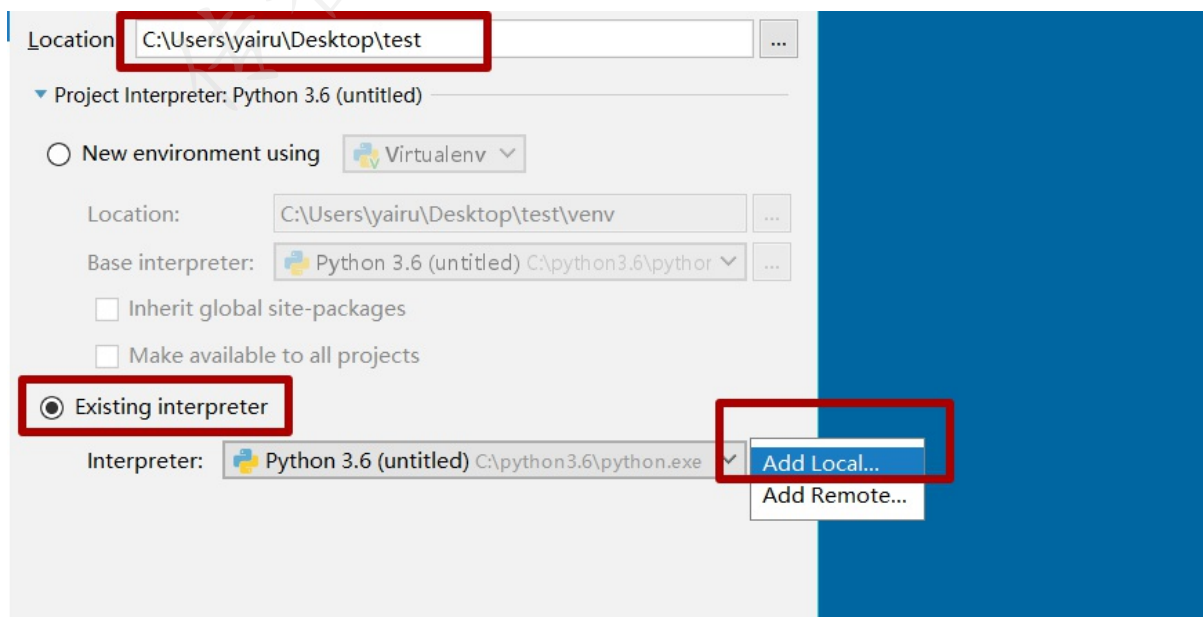 Location: C:\Users\yairu\Desktop\test ...
Project Interpreter: Python 3.6 (untitled)
New environment using Virtualenv
Location: C:\Users\yairu\Desktop\test\venv ...
Base interpreter: Python 3.6 (untitled) C:\python3.6\python ...
Inherit global site-packages
Make available to all projects
Existing interpreter
Interpreter: Python 3.6 (untitled) C:\python3.6\python.exe Add Local...
Add Remote...